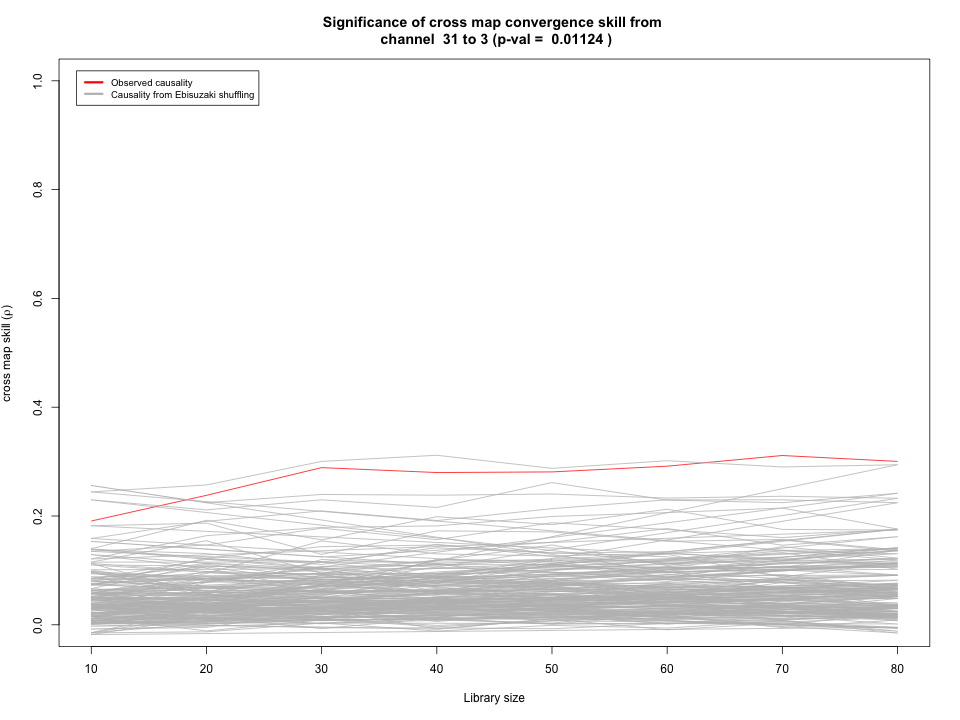 Significance of cross map convergence skill from
channel  31 to 3 (p-val =  0.01124 )
Observed causality
Causality from Ebisuzaki shuffling
cross map skill (ρ)
1.0
0.8
0.6
0.4
0.2
0.0
10 20 30 40 50 60 70 80
Library size